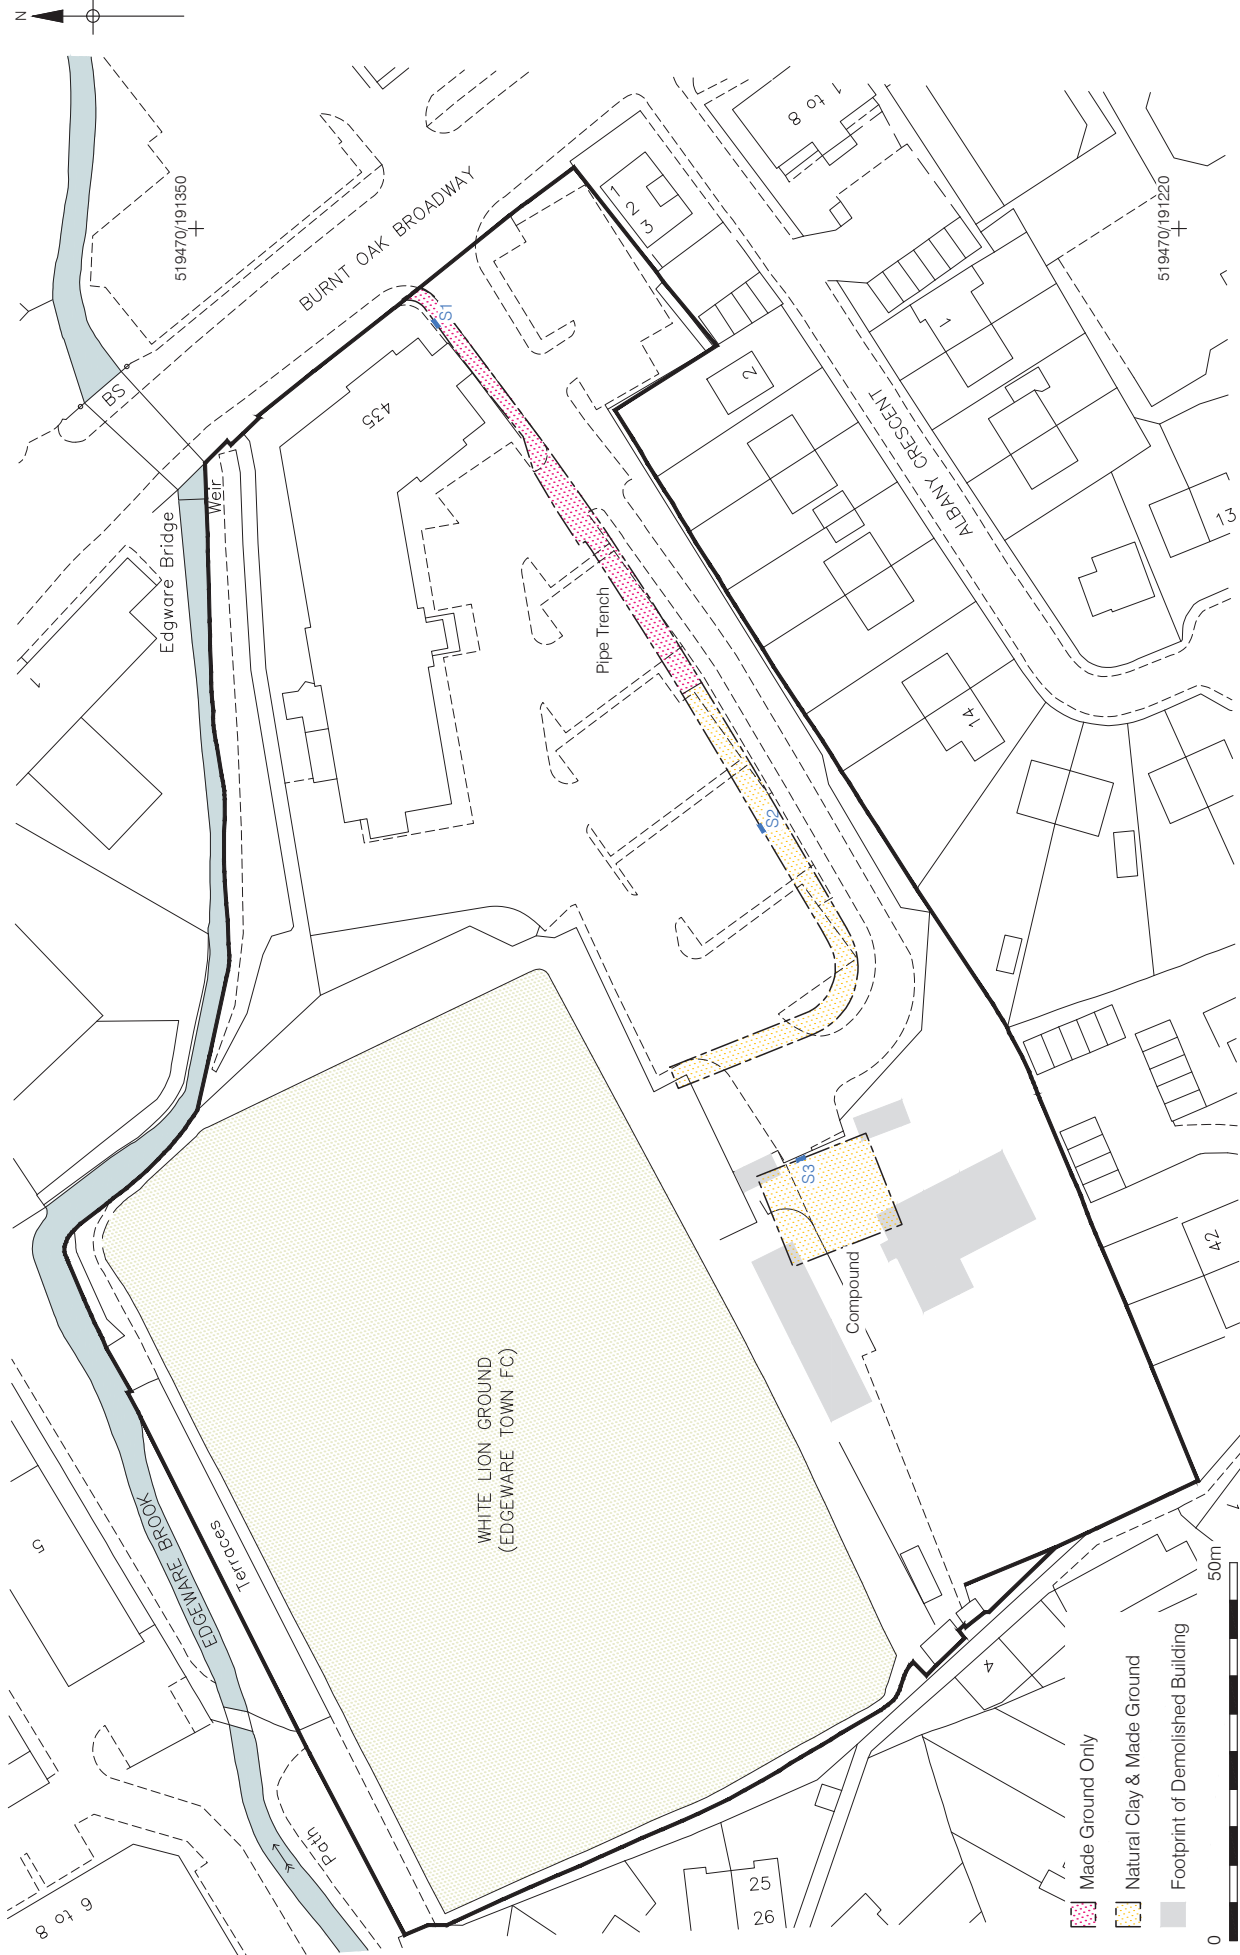 N
519470/191350
BURNT OAK BROADWAY
BS
Edgware Bridge
Weir
435
S1
1
2
3
1 to 8
519470/191220
2
1
ALBANY CRESCENT
13
14
Pipe Trench
S2
S3
Compound
42
1
WHITE LION GROUND
(EDGEWARE TOWN FC)
5
EDGEWARE BROOK
Terraces
Path
6 to 8
4
25
26
Made Ground Only
Natural Clay & Made Ground
Footprint of Demolished Building
0
50m